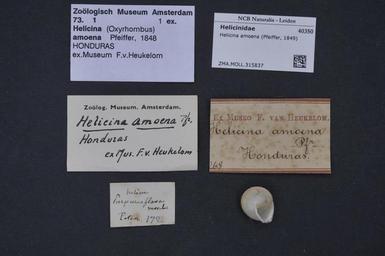 Zoölogisch Museum Amsterdam
73. 1 1 ex.
Helicina (Oxyrhombus)
amoena Pfeiffer, 1848
HONDURAS
ex.Museum F.v.Heukelom
NCB Naturalis - Leiden
Helicinidae 40350
Helicina amoena (Pfeiffer, 1849)
ZMA.MOLL.315837
Zoölog. Museum. Amsterdam.
Helicina amoena Pfr.
Honduras
ex Mus. F. v. Heukelom
Ex Museo F. van Heukelom.
Helicina amoena
Pfr.
Honduras.